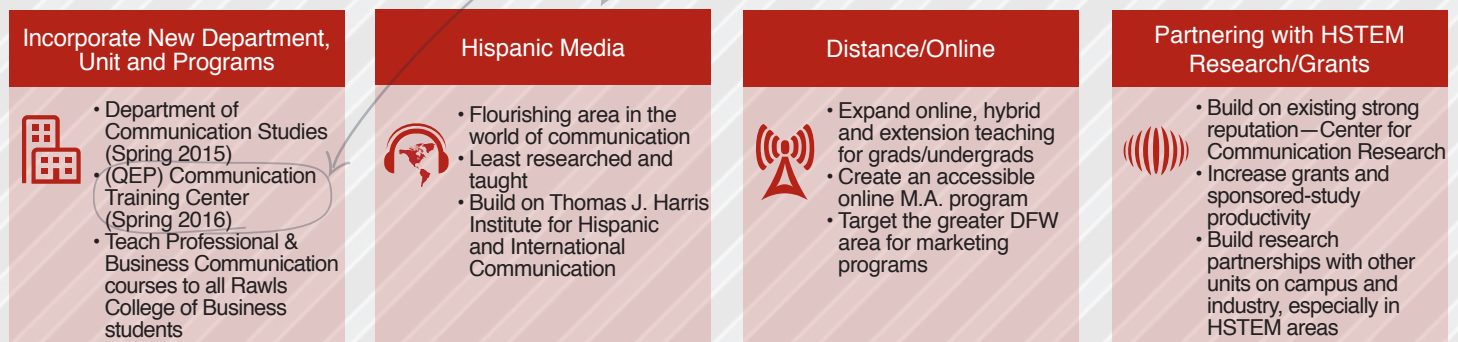 Incorporate New Department,
Unit and Programs
• Department of
Communication Studies
(Spring 2015)
• (QEP) Communication
Training Center
(Spring 2016)
• Teach Professional &
Business Communication
courses to all Rawls
College of Business
students
Hispanic Media
• Flourishing area in the
world of communication
• Least researched and
taught
• Build on Thomas J. Harris
Institute for Hispanic
and International
Communication
Distance/Online
• Expand online, hybrid
and extension teaching
for grads/undergrads
• Create an accessible
online M.A. program
• Target the greater DFW
area for marketing
programs
Partnering with HSTEM
Research/Grants
• Build on existing strong
reputation—Center for
Communication Research
• Increase grants and
sponsored-study
productivity
• Build research
partnerships with other
units on campus and
industry, especially in
HSTEM areas